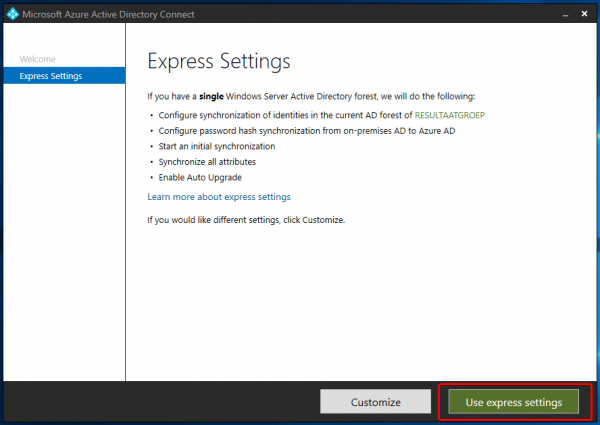 Microsoft Azure Active Directory Connect
Welcome
Express Settings
Express Settings
If you have a single Windows Server Active Directory forest, we will do the following:
• Configure synchronization of identities in the current AD forest of RESULTAATGROEP
• Configure password hash synchronization from on-premises AD to Azure AD
• Start an initial synchronization
• Synchronize all attributes
• Enable Auto Upgrade
Learn more about express settings
If you would like different settings, click Customize.
Customize
Use express settings